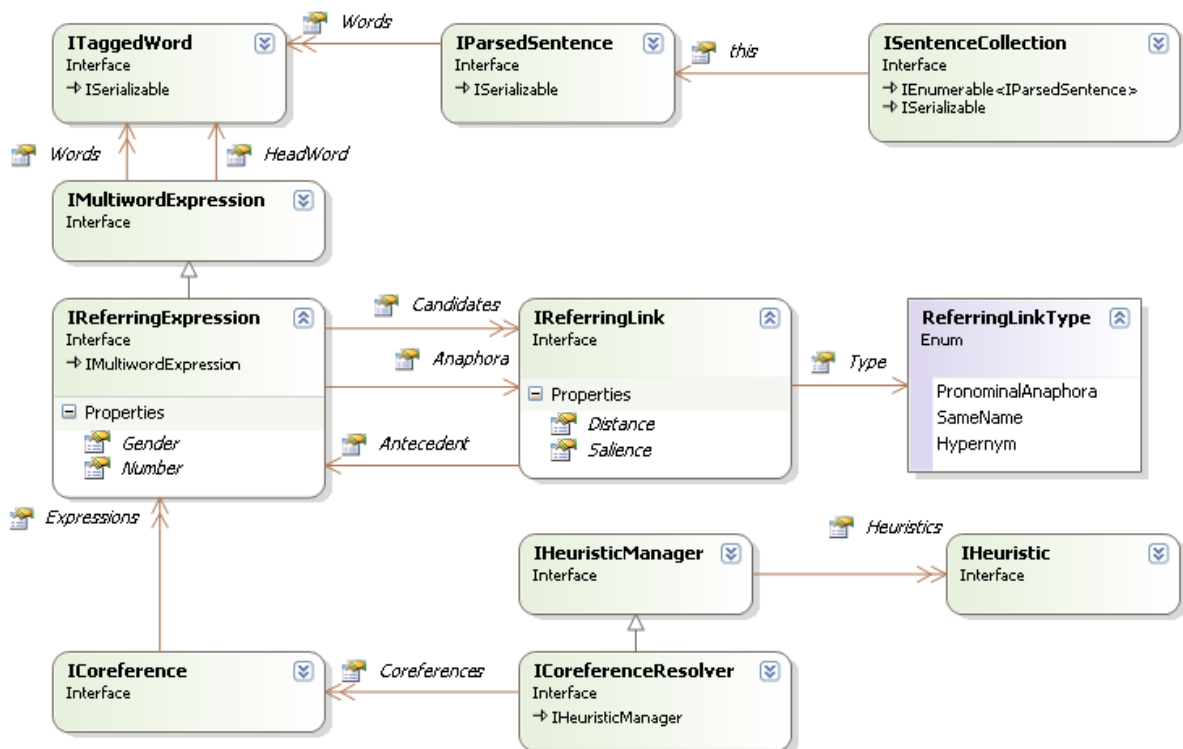 Words
ITaggedWord
Interface
ISerializable
IParsedSentence
Interface
ISerializable
this
ISentenceCollection
Interface
IEnumerable<IParsedSentence>
ISerializable
Words
HeadWord
IMultiwordExpression
Interface
IReferringExpression
Interface
IMultiwordExpression
Properties
Gender
Number
Candidates
Anaphora
Antecedent
IReferringLink
Interface
Properties
Distance
Salience
Type
ReferringLinkType
Enum
PronominalAnaphora
SameName
Hypernym
Expressions
IHeuristicManager
Interface
Heuristics
IHeuristic
Interface
ICoreference
Interface
Coreferences
ICoreferenceResolver
Interface
IHeuristicManager